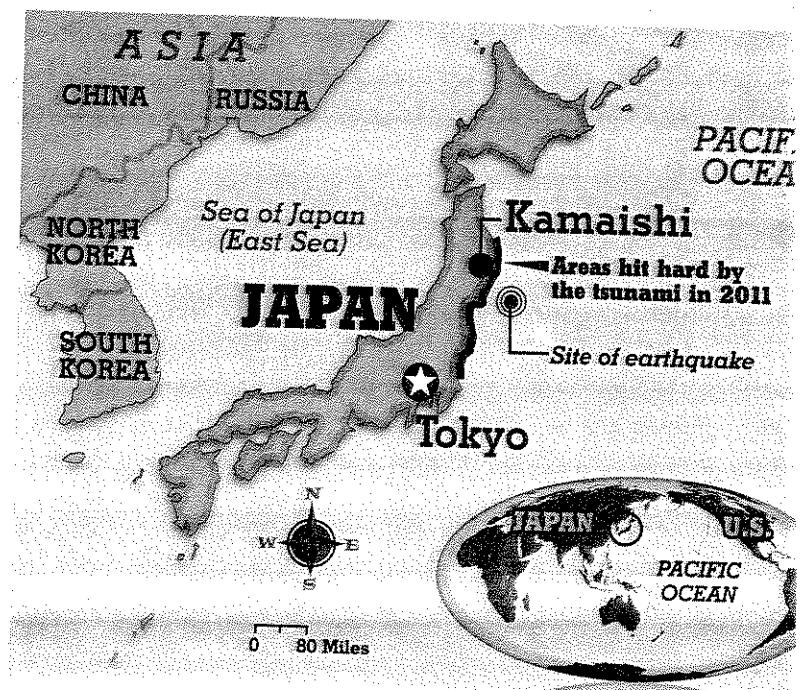 ASIA
CHINA
RUSSIA
PACIF
OCEA
NORTH
KOREA
Sea of Japan
(East Sea)
Kamaishi
Areas hit hard by
the tsunami in 2011
JAPAN
SOUTH
KOREA
Site of earthquake
Tokyo
N
W
E
S
JAPAN
U.S.
PACIFIC
OCEAN
0
80 Miles